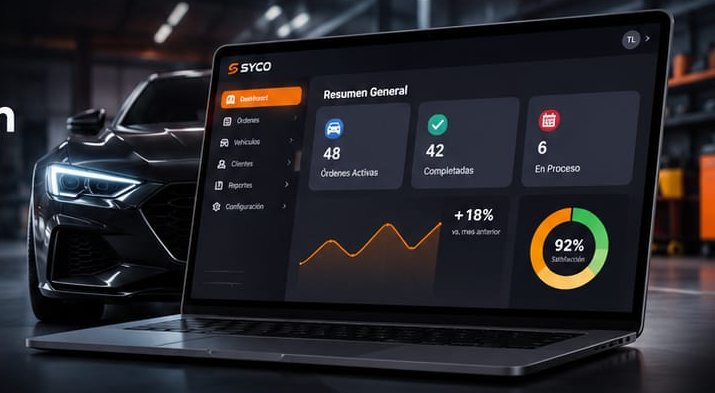 n
SYCO
TL
Dashboard
Órdenes
Vehículos
Clientes
Reportes
Configuración
Resumen General
48
Órdenes Activas
42
Completadas
6
En Proceso
+18%
vs. mes anterior
92%
Satisfacción